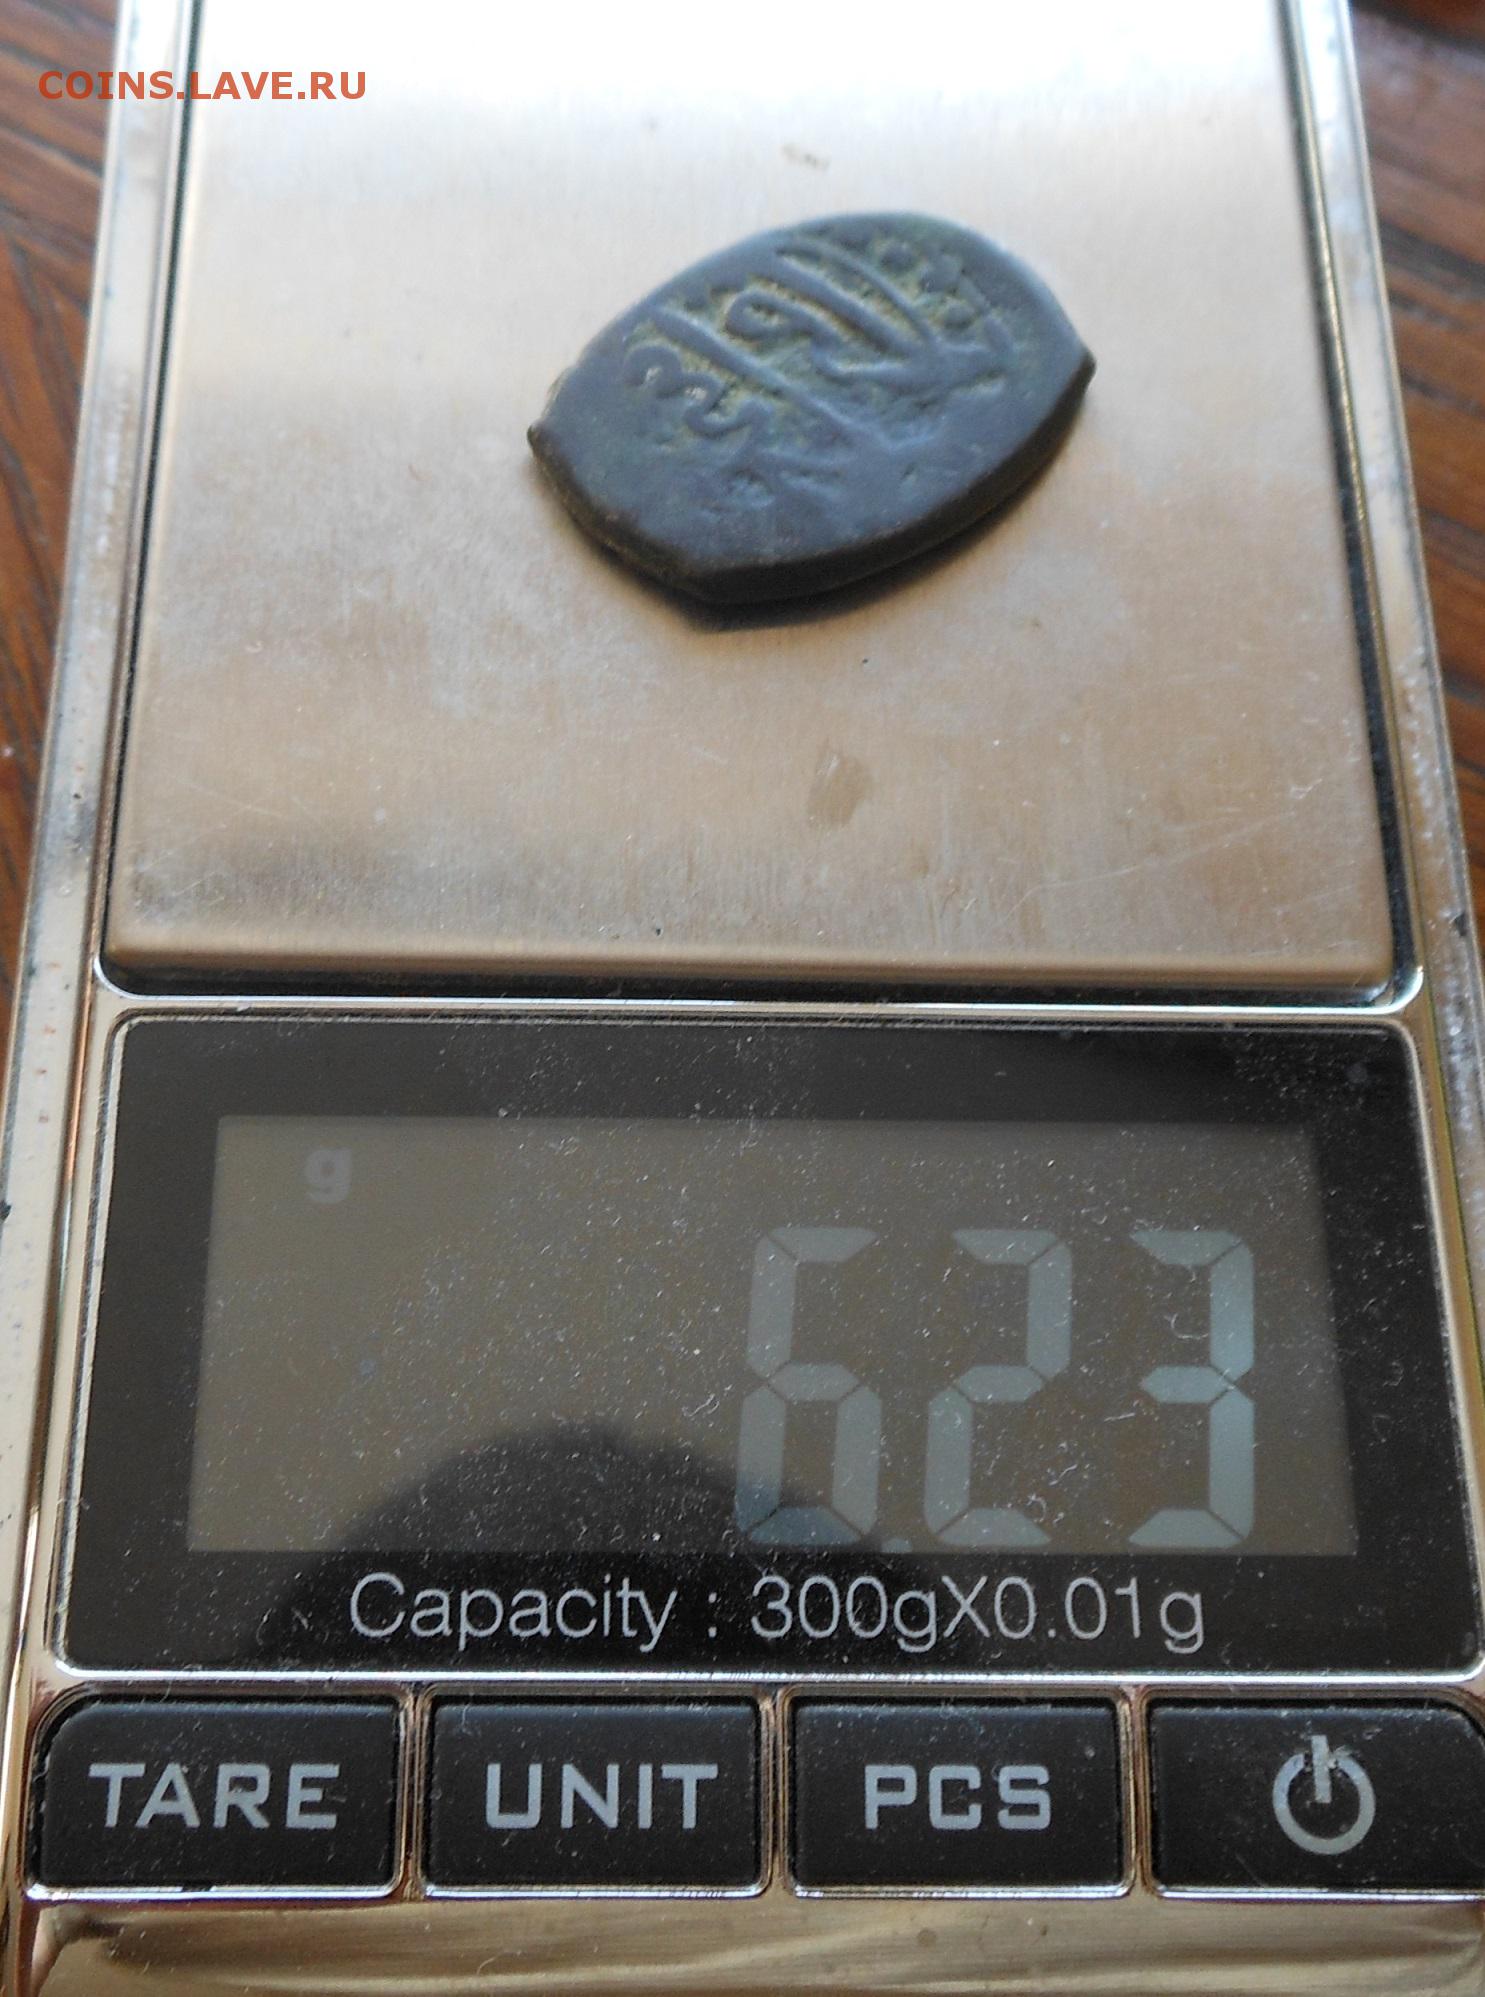 COINS.LAVE.RU
g
6.23
Capacity : 300gX0.01g
TARE UNIT PCS